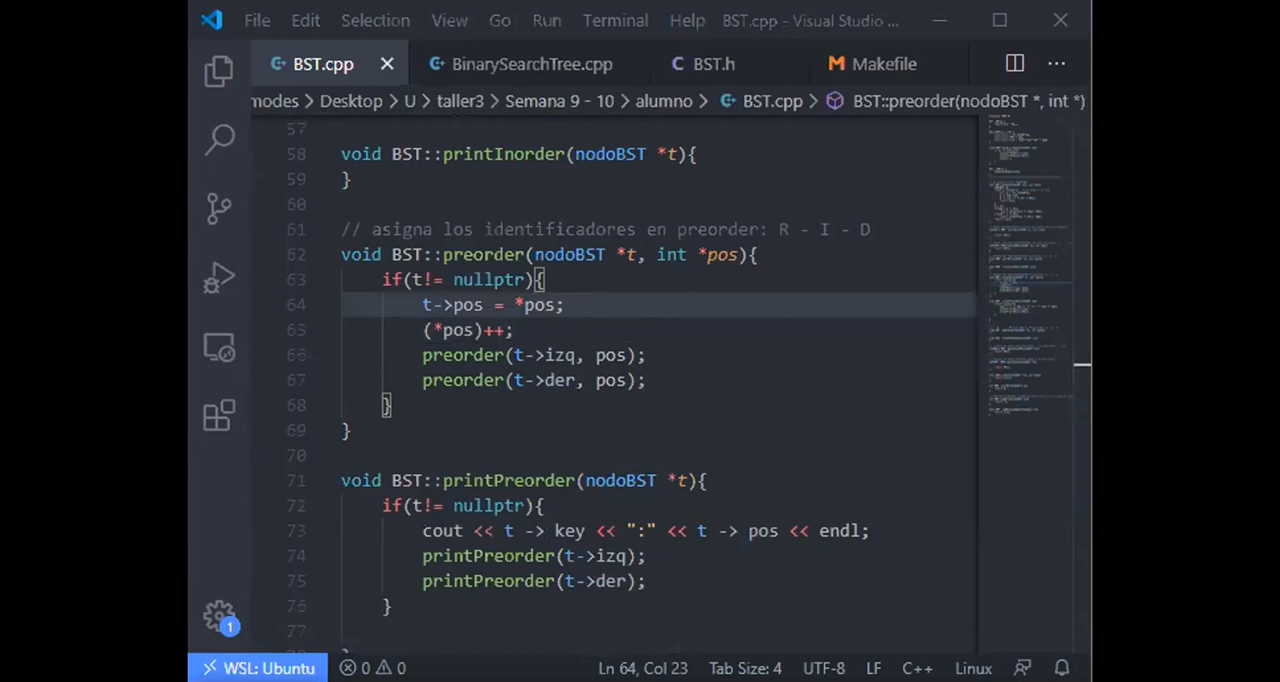 File Edit Selection View Go Run Terminal Help BST.cpp - Visual Studio ...
BST.cpp BinarySearchTree.cpp BST.h Makefile
modes > Desktop > U > taller3 > Semana 9 - 10 > alumno > BST.cpp > BST::preorder(nodoBST *, int *)
57
58 void BST::printInorder(nodoBST *t){
59 }
60
61 // asigna los identificadores en preorder: R - I - D
62 void BST::preorder(nodoBST *t, int *pos){
63 if(t!= nullptr){
64 t->pos = *pos;
65 (*pos)++;
66 preorder(t->izq, pos);
67 preorder(t->der, pos);
68 }
69 }
70
71 void BST::printPreorder(nodoBST *t){
72 if(t!= nullptr){
73 cout << t -> key << ":" << t -> pos << endl;
74 printPreorder(t->izq);
75 printPreorder(t->der);
76 }
77
1
WSL: Ubuntu 0 0 Ln 64, Col 23 Tab Size: 4 UTF-8 LF C++ Linux